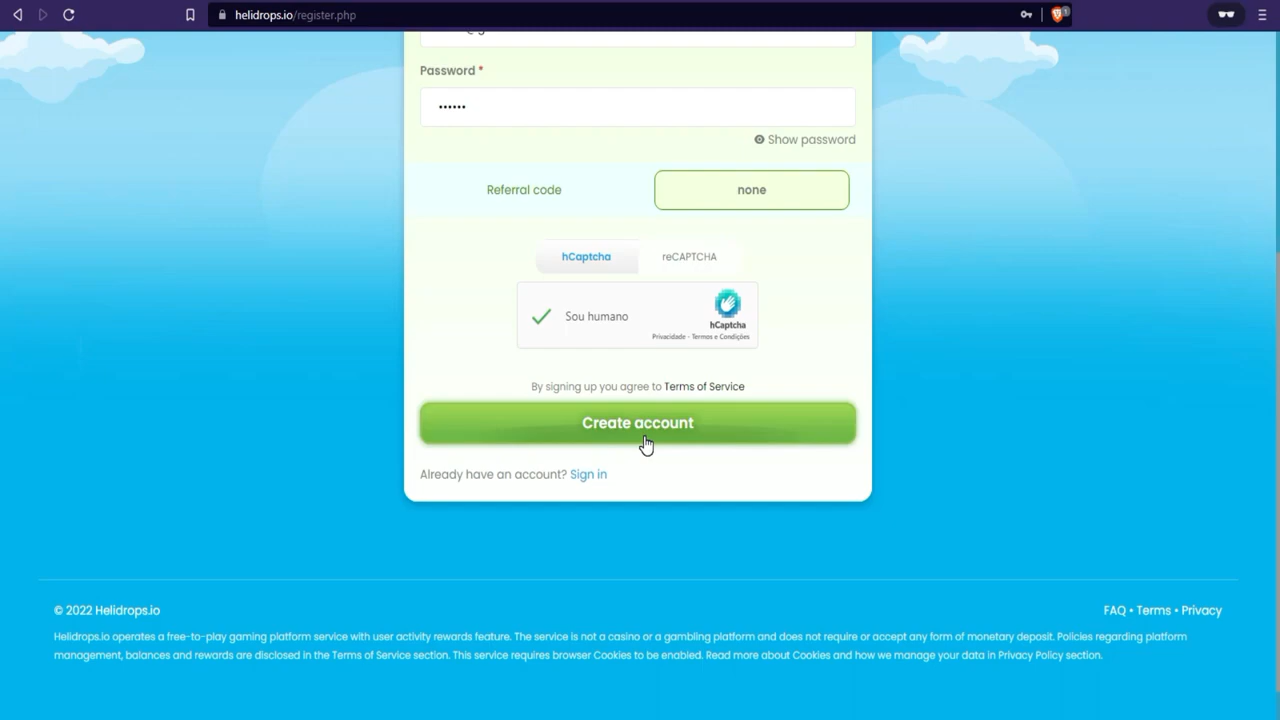 helidrops.io/register.php
Password *
••••••
Show password
Referral code
none
hCaptcha
reCAPTCHA
Sou humano
hCaptcha
Privacidade - Termos e Condições
By signing up you agree to Terms of Service
Create account
Already have an account? Sign in
© 2022 Helidrops.io
FAQ • Terms • Privacy
Helidrops.io operates a free-to-play gaming platform service with user activity rewards feature. The service is not a casino or a gambling platform and does not require or accept any form of monetary deposit. Policies regarding platform
management, balances and rewards are disclosed in the Terms of Service section. This service requires browser Cookies to be enabled. Read more about Cookies and how we manage your data in Privacy Policy section.